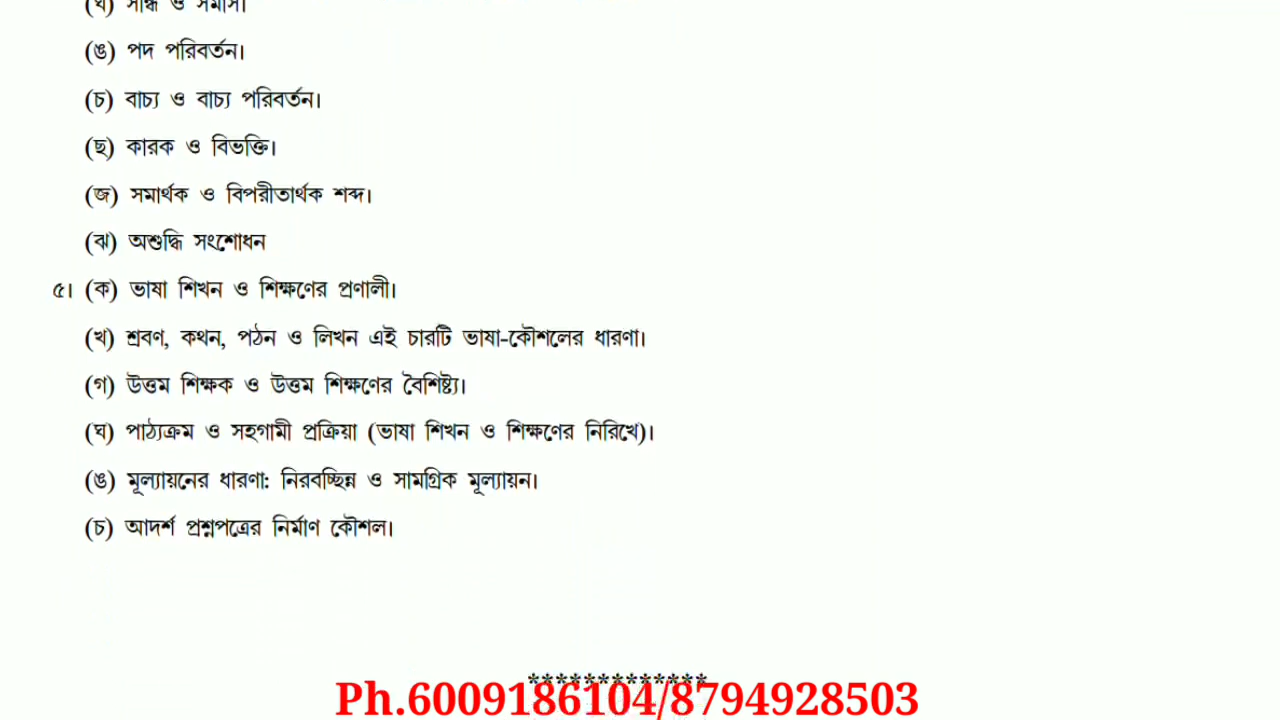 (ঘ) সন্ধি ও সমাস।
(ঙ) পদ পরিবর্তন।
(চ) বাচ্য ও বাচ্য পরিবর্তন।
(ছ) কারক ও বিভক্তি।
(জ) সমার্থক ও বিপরীতার্থক শব্দ।
(ঝ) অশুদ্ধি সংশোধন
৫। (ক) ভাষা শিখন ও শিক্ষণের প্রণালী।
(খ) শ্রবণ, কথন, পঠন ও লিখন এই চারটি ভাষা-কৌশলের ধারণা।
(গ) উত্তম শিক্ষক ও উত্তম শিক্ষণের বৈশিষ্ট্য।
(ঘ) পাঠ্যক্রম ও সহগামী প্রক্রিয়া (ভাষা শিখন ও শিক্ষণের নিরিখে)।
(ঙ) মূল্যায়নের ধারণা: নিরবচ্ছিন্ন ও সামগ্রিক মূল্যায়ন।
(চ) আদর্শ প্রশ্নপত্রের নির্মাণ কৌশল।
*************
Ph.6009186104/8794928503